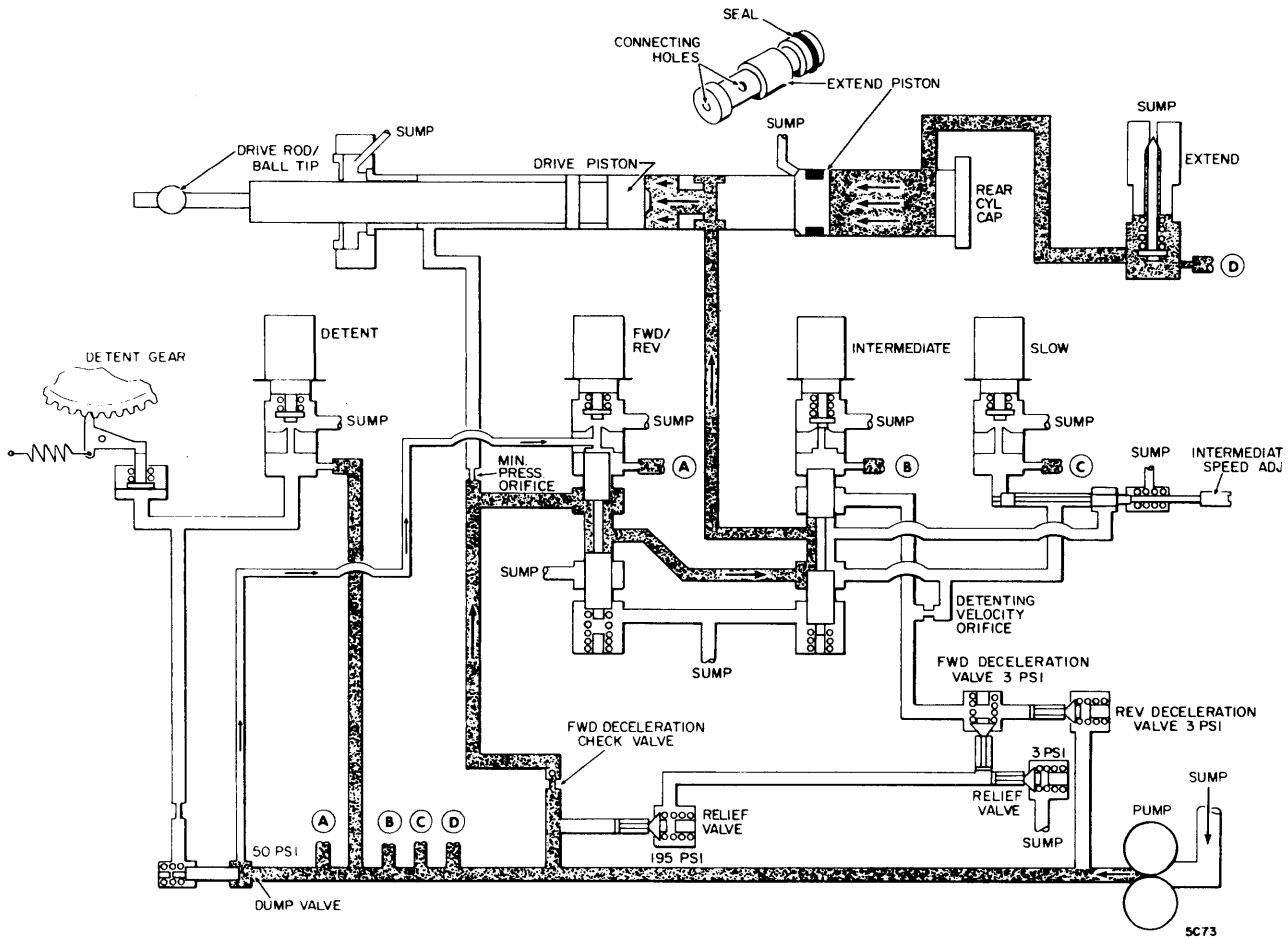 SEAL
CONNECTING
HOLES
EXTEND PISTON
SUMP
SUMP
SUMP
EXTEND
DRIVE ROD/
BALL TIP
DRIVE PISTON
REAR
CYL
CAP
D
DETENT
FWD/
REV
INTERMEDIATE
SLOW
DETENT GEAR
SUMP
SUMP
SUMP
SUMP
SUMP
MIN.
PRESS
ORIFICE
A
B
C
INTERMEDIAT
SPEED ADJ
SUMP
DETENTING
VELOCITY
ORIFICE
SUMP
FWD DECELERATION
VALVE 3 PSI
FWD DECELERATION
CHECK VALVE
REV DECELERATION
VALVE 3 PSI
3 PSI
RELIEF
VALVE
SUMP
SUMP
PUMP
RELIEF
VALVE
195 PSI
A
B
C
D
50 PSI
DUMP VALVE
5C73